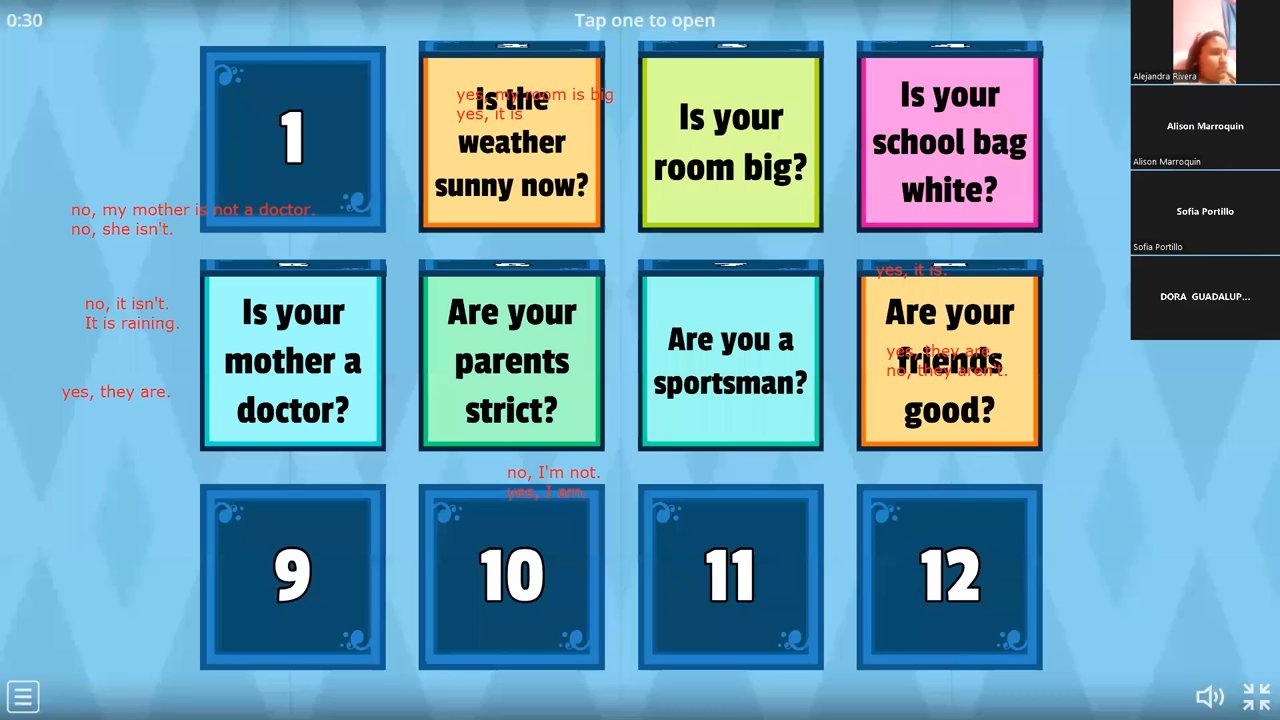 0:30
Tap one to open
1
Is the
weather
sunny now?
yes, my room is big
yes, it is
Is your
room big?
Is your
school bag
white?
no, my mother is not a doctor.
no, she isn't.
no, it isn't.
It is raining.
yes, they are.
Is your
mother a
doctor?
Are your
parents
strict?
Are you a
sportsman?
yes, it is.
Are your
friends
good?
yes, they are.
no, they aren't.
no, I'm not.
yes, I am.
9
10
11
12
Alejandra Rivera
Alison Marroquin
Alison Marroquin
Sofia Portillo
Sofia Portillo
DORA GUADALUP...